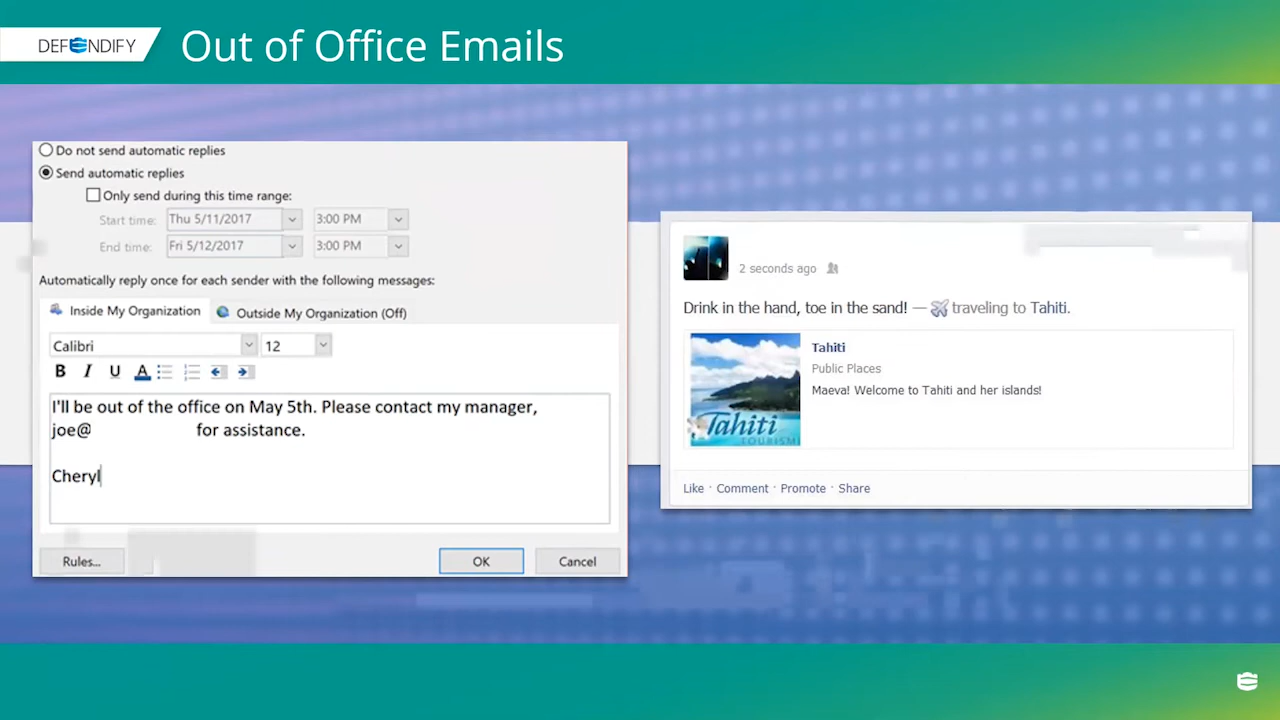 DEFENDIFY
Out of Office Emails
Do not send automatic replies
Send automatic replies
Only send during this time range:
Start time: Thu 5/11/2017 3:00 PM
End time: Fri 5/12/2017 3:00 PM
Automatically reply once for each sender with the following messages:
Inside My Organization Outside My Organization (Off)
Calibri 12
B I U A
I'll be out of the office on May 5th. Please contact my manager,
joe@ for assistance.
Cheryl
Rules... OK Cancel
2 seconds ago
Drink in the hand, toe in the sand! — traveling to Tahiti.
Tahiti
Public Places
Maeva! Welcome to Tahiti and her islands!
Tahiti
TOURISME
Like · Comment · Promote · Share